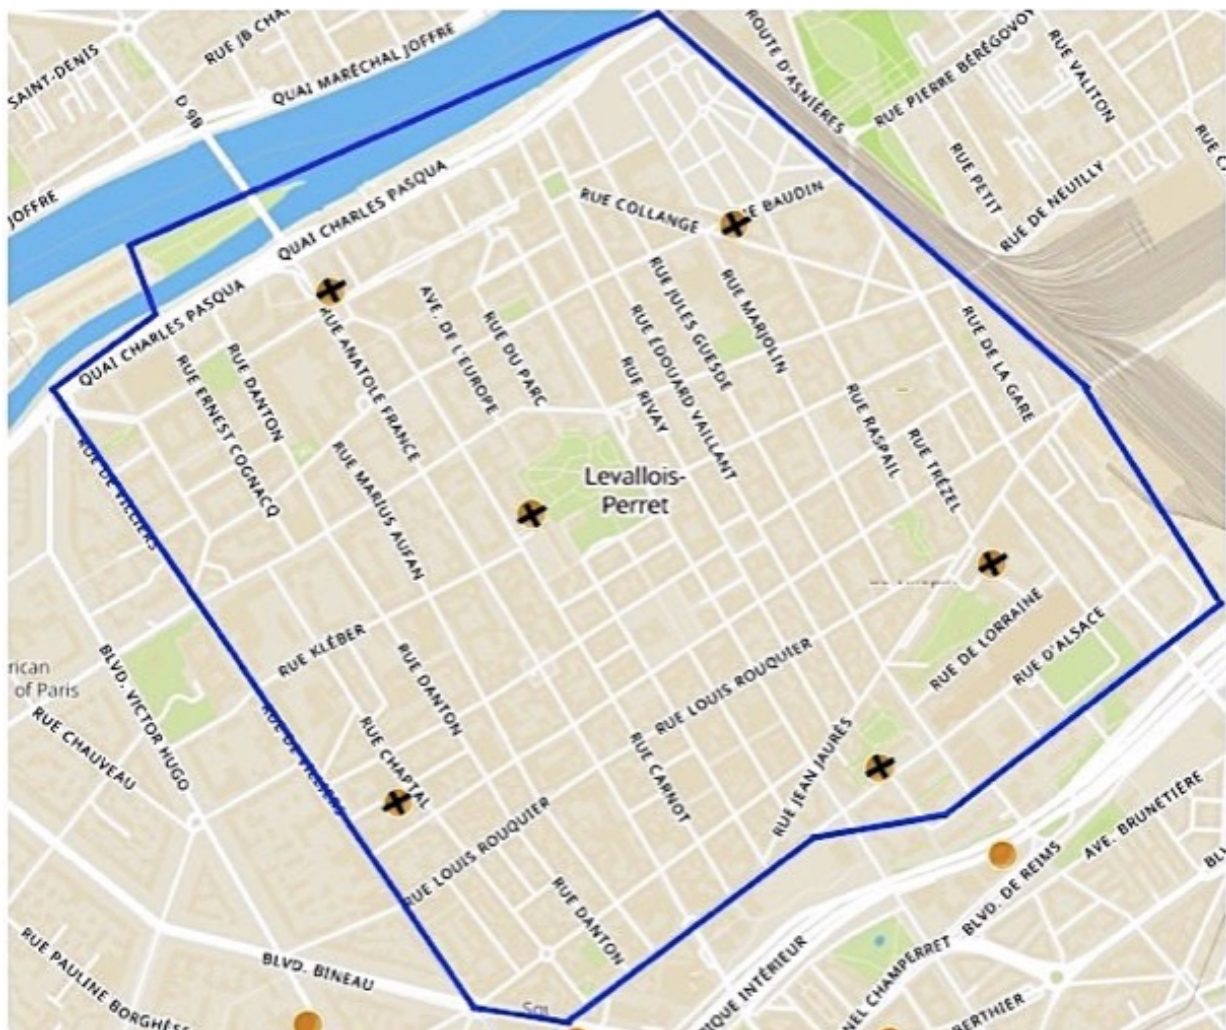 SAINT-DENIS
RUE JB CHA
QUAI MARÉCHAL JOFFRE
D 9B
JOFFRE
ROUTE D'ASNIÈRES
RUE PIERRE BÉRÉGOVOY
RUE VALITON
RUE PETIT
RUE DE NEUILLY
RUE C
QUAI CHARLES PASQUA
QUAI CHARLES PASQUA
RUE COLLANGE
E BAUDIN
RUE ERNEST COGNACQ
RUE DANTON
RUE ANATOLE FRANCE
AVE. DE L'EUROPE
RUE DU PARC
RUE JULES GUESDE
RUE MARJOLIN
RUE EDOUARD VAILLANT
RUE RIVAY
RUE DE LA GARE
RUE RASPAIL
RUE TRÉZEL
RUE DE VILLIERS
RUE MARIUS AUFAN
Levallois-
Perret
RUE KLÉBER
RUE DANTON
RUE LOUIS ROUQUIER
RUE DE LORRAINE
RUE D'ALSACE
rican
of Paris
BLVD. VICTOR HUGO
RUE CHAUVEAU
RUE DE VILLIERS
RUE CHAPTAL
RUE CARNOT
RUE JEAN JAURÈS
RUE LOUIS ROUQUIER
RUE DANTON
AVE. BRUNETIÈRE
BLVD. DE REIMS
BLV
BLVD. BINEAU
RUE PAULINE BORGHÈSE
IQUE INTÉRIEUR
NEL CHAMPERRET
BERTHIER